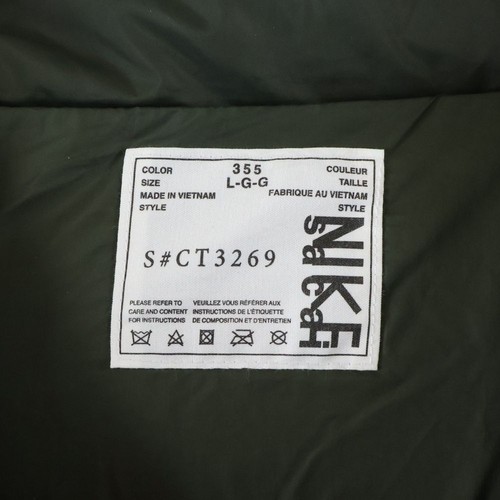 COLOR 355 COULEUR
SIZE L-G-G TAILLE
MADE IN VIETNAM FABRIQUE AU VIETNAM
STYLE STYLE
S#CT3269
NIKE
sacai
PLEASE REFER TO VEUILLEZ VOUS RÉFÉRER AUX
CARE AND CONTENT INSTRUCTIONS DE L'ÉTIQUETTE
FOR INSTRUCTIONS DE COMPOSITION ET D'ENTRETIEN